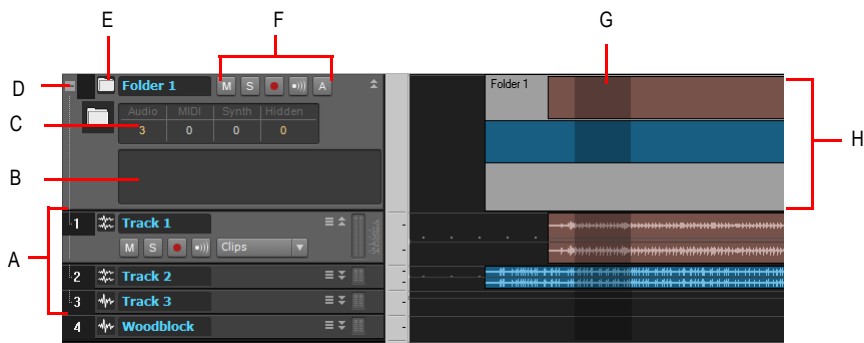 E F G
D Folder 1 M S A Folder 1
C Audio MIDI Synth Hidden
3 0 0 0
H
B
1 Track 1
A M S Clips
2 Track 2
3 Track 3
4 Woodblock